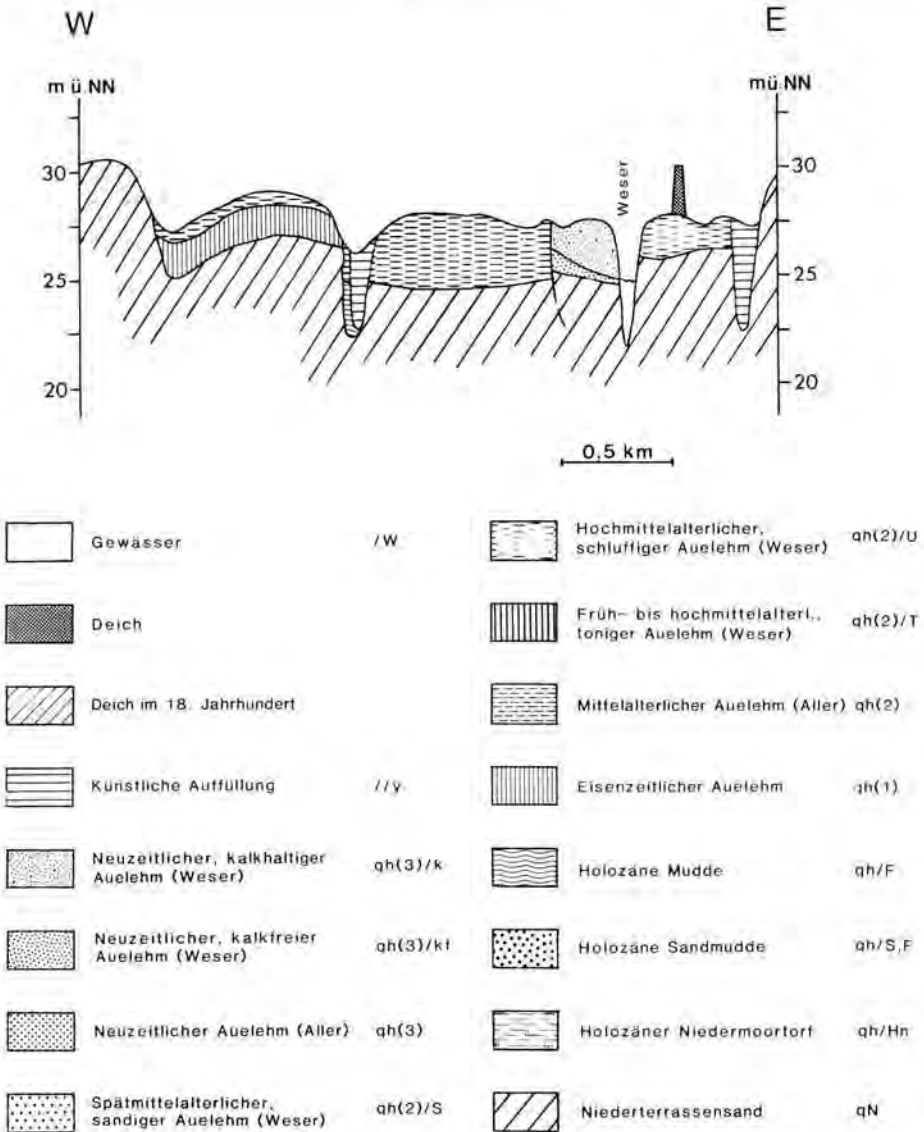 W E
m ü.NN mü.NN
30 30
Weser
25 25
20 20
0,5 km
Gewässer /W
Deich
Deich im 18. Jahrhundert
Künstliche Auffüllung //y
Neuzeitlicher, kalkhaltiger
Auelehm (Weser) qh(3)/k
Neuzeitlicher, kalkfreier
Auelehm (Weser) qh(3)/kf
Neuzeitlicher Auelehm (Aller) qh(3)
Spätmittelalterlicher,
sandiger Auelehm (Weser) qh(2)/S
Hochmittelalterlicher,
schluffiger Auelehm (Weser) qh(2)/U
Früh- bis hochmittelalterl.,
toniger Auelehm (Weser) qh(2)/T
Mittelalterlicher Auelehm (Aller) qh(2)
Eisenzeitlicher Auelehm qh(1)
Holozäne Mudde qh/F
Holozäne Sandmudde qh/S,F
Holozäner Niedermoortorf qh/Hn
Niederterrassensand qN